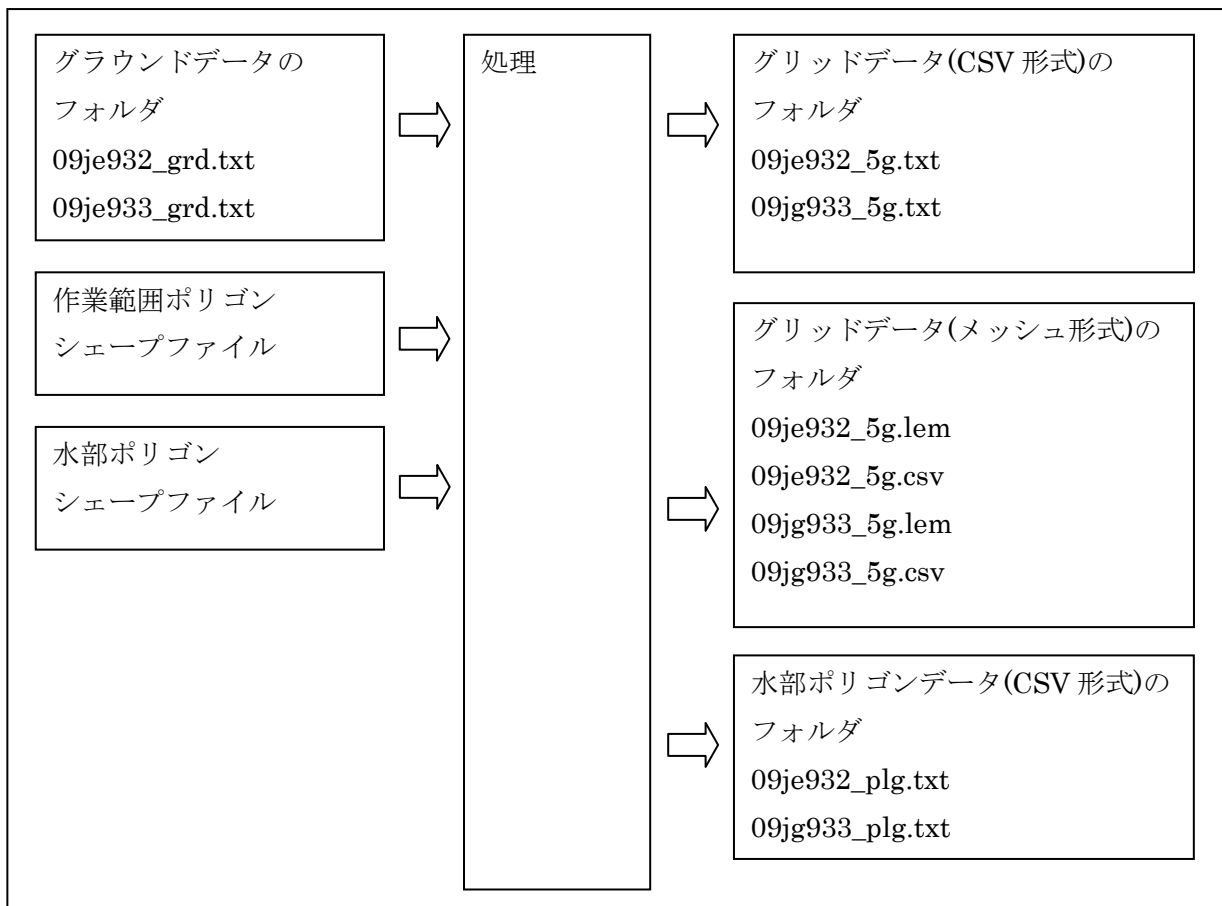 グラウンドデータの
フォルダ
09je932_grd.txt
09je933_grd.txt
作業範囲ポリゴン
シェープファイル
水部ポリゴン
シェープファイル
処理
グリッドデータ(CSV 形式)の
フォルダ
09je932_5g.txt
09jg933_5g.txt
グリッドデータ(メッシュ形式)の
フォルダ
09je932_5g.lem
09je932_5g.csv
09jg933_5g.lem
09jg933_5g.csv
水部ポリゴンデータ(CSV 形式)の
フォルダ
09je932_plg.txt
09jg933_plg.txt